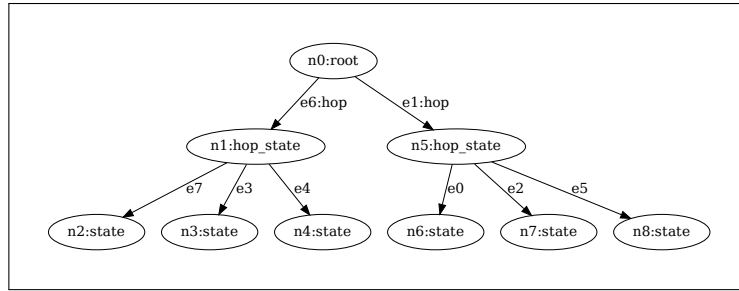 n0:root
e6:hop
e1:hop
n1:hop_state
n5:hop_state
e7
e3
e4
e0
e2
e5
n2:state
n3:state
n4:state
n6:state
n7:state
n8:state